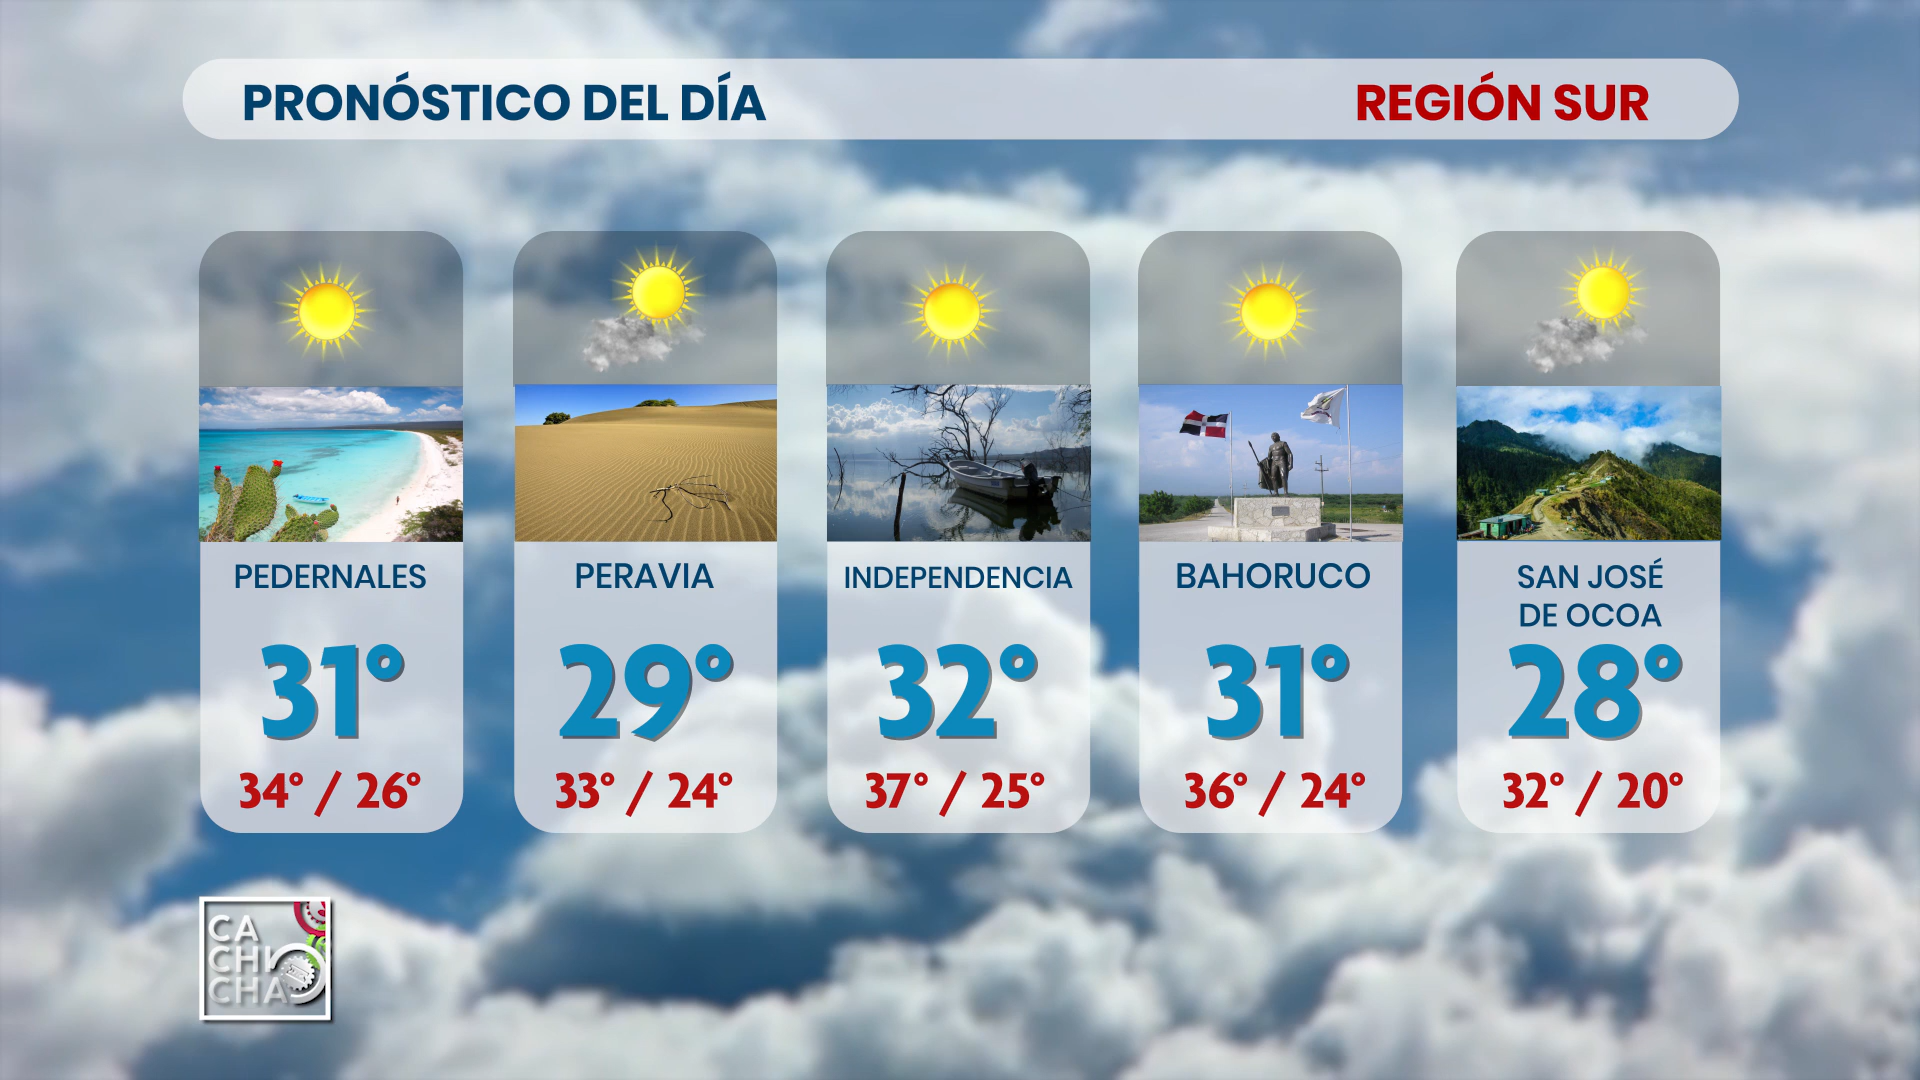 PRONÓSTICO DEL DÍA
REGIÓN SUR
PEDERNALES
31°
34° / 26°
PERAVIA
29°
33° / 24°
INDEPENDENCIA
32°
37° / 25°
BAHORUCO
31°
36° / 24°
SAN JOSÉ
DE OCOA
28°
32° / 20°
CA
CHI
CHA